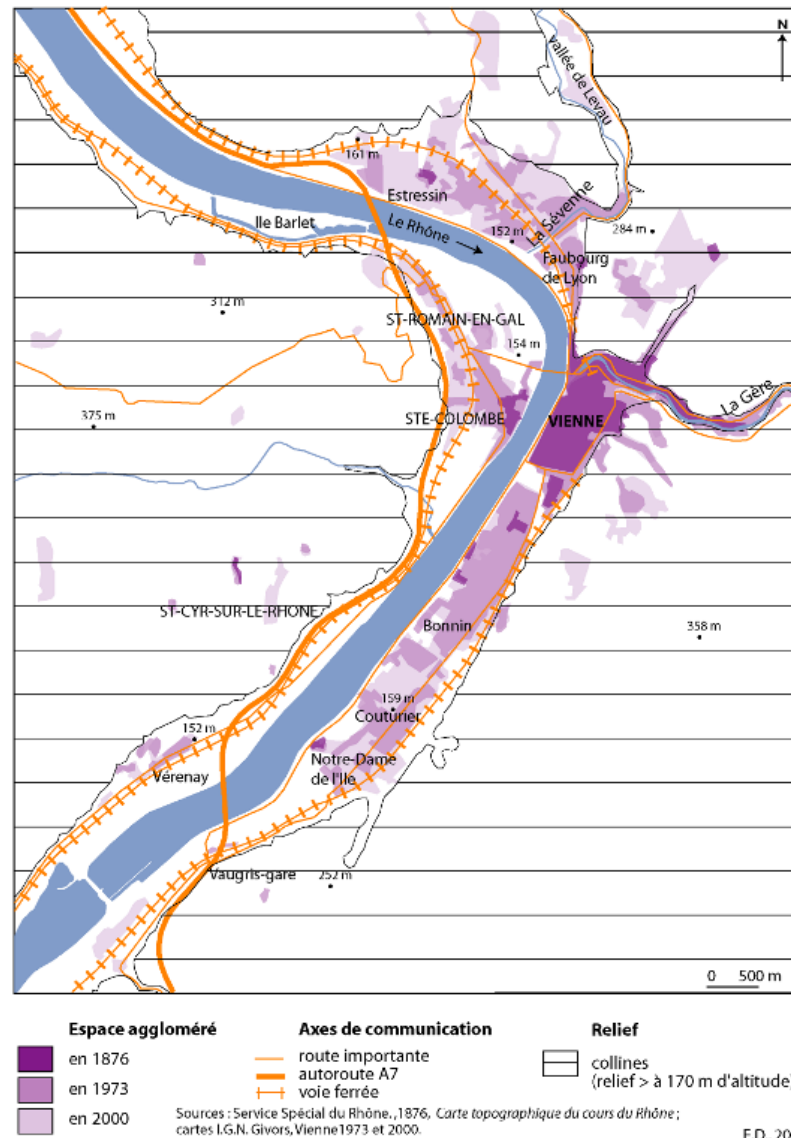 N
vallée de Levau
161 m
Estressin
La Sévenne
Ile Barlet
Le Rhône
152 m
284 m
Faubourg
de Lyon
312 m
ST-ROMAIN-EN-GAL
154 m
La Gère
375 m
STE-COLOMBE
VIENNE
ST-CYR-SUR-LE-RHONE
Bonnin
358 m
159 m
Couturier
152 m
Notre-Dame
de l'Ile
Vérenay
Vaugris-gare
252 m
0 500 m
Espace aggloméré
en 1876
en 1973
en 2000
Axes de communication
route importante
autoroute A7
voie ferrée
Relief
collines
(relief > à 170 m d'altitude)
Sources : Service Spécial du Rhône., 1876, Carte topographique du cours du Rhône ;
cartes I.G.N. Givors, Vienne 1973 et 2000.
F.D. 20